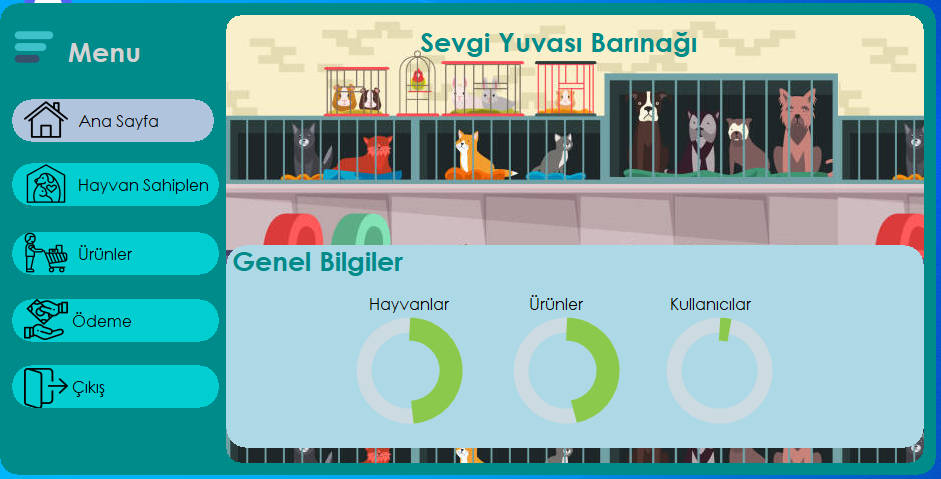 Menu
Ana Sayfa
Hayvan Sahiplen
Ürünler
Ödeme
Çıkış
Sevgi Yuvası Barınağı
Genel Bilgiler
Hayvanlar
Ürünler
Kullanıcılar